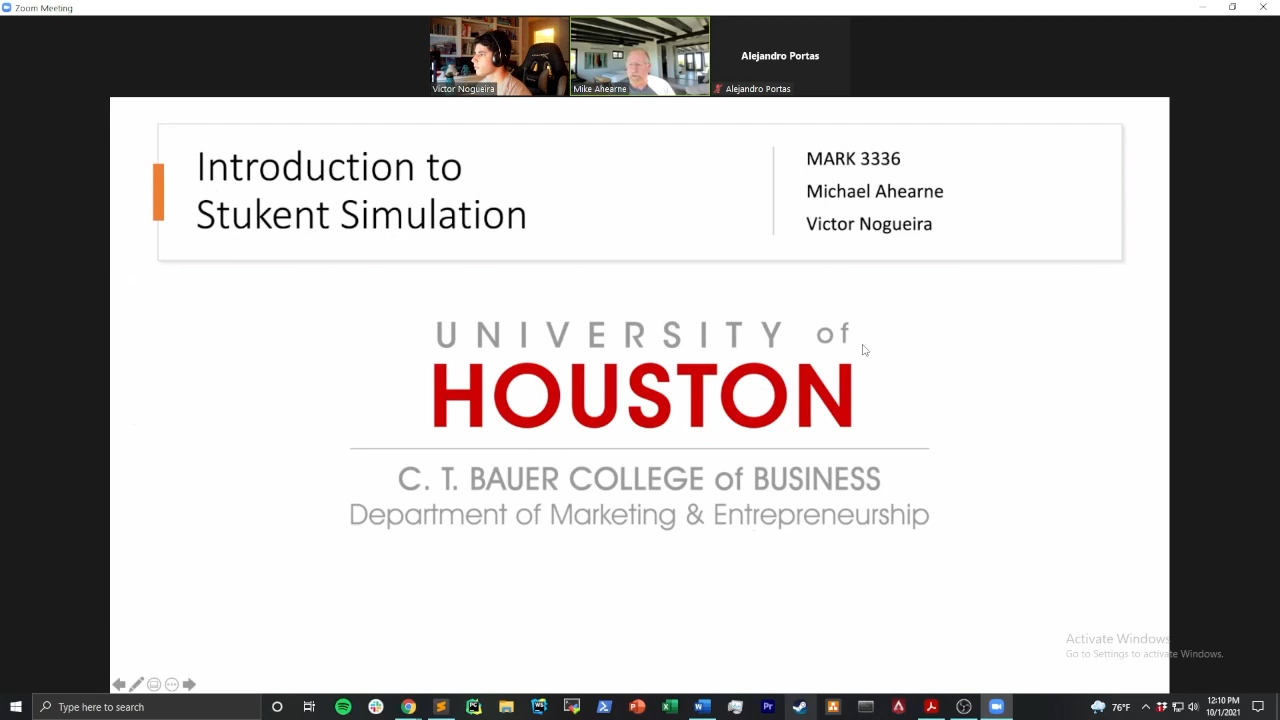 Zoom Meeting
Alejandro Portas
Victor Nogueira
Mike Ahearne
Alejandro Portas
Introduction to
Stukent Simulation
MARK 3336
Michael Ahearne
Victor Nogueira
UNIVERSITY of
HOUSTON
C. T. BAUER COLLEGE of BUSINESS
Department of Marketing & Entrepreneurship
Activate Windows
Go to Settings to activate Windows.
Type here to search
76°F
12:10 PM
10/1/2021